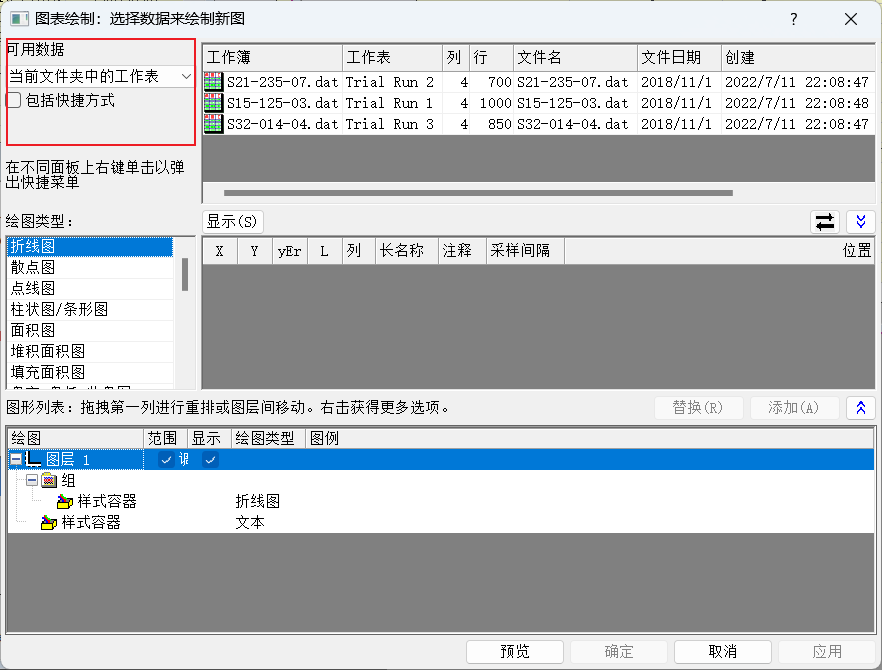 图表绘制：选择数据来绘制新图
可用数据
当前文件夹中的工作表
包括快捷方式
在不同面板上右键单击以弹
出快捷菜单
工作簿 工作表 列 行 文件名 文件日期 创建
S21-235-07.dat Trial Run 2 4 700 S21-235-07.dat 2018/11/1 2022/7/11 22:08:47
S15-125-03.dat Trial Run 1 4 1000 S15-125-03.dat 2018/11/1 2022/7/11 22:08:48
S32-014-04.dat Trial Run 3 4 850 S32-014-04.dat 2018/11/1 2022/7/11 22:08:47
绘图类型：
折线图
散点图
点线图
柱状图/条形图
面积图
堆积面积图
填充面积图
显示(S)
X Y yEr L 列 长名称 注释 采样间隔 位置
图形列表：拖拽第一列进行重排或图层间移动。右击获得更多选项。
替换(R) 添加(A)
绘图 范围 显示 绘图类型 图例
图层 1
组
样式容器 折线图
样式容器 文本
预览 确定 取消 应用